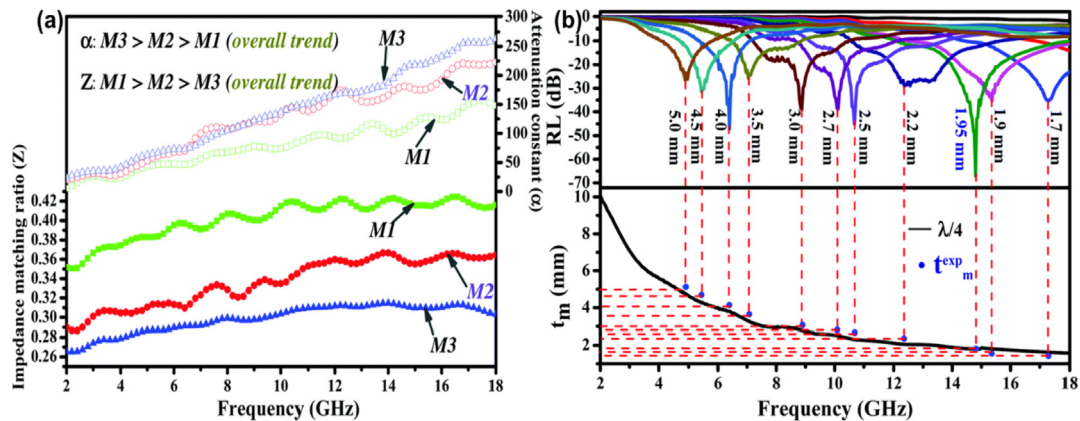 (a)
α: M3 > M2 > M1 (overall trend)
Z: M1 > M2 > M3 (overall trend)
M3
M2
M1
M1
M2
M3
Impedance matching ratio (Z)
0.42
0.40
0.38
0.36
0.34
0.32
0.30
0.28
0.26
300
250
200
150
100
50
0
Attenuation constant (α)
2 4 6 8 10 12 14 16 18
Frequency (GHz)
(b)
0
-10
-20
-30
-40
-50
-60
-70
RL (dB)
5.0 mm
4.5 mm
4.0 mm
3.5 mm
3.0 mm
2.7 mm
2.5 mm
2.2 mm
1.95 mm
1.9 mm
1.7 mm
10
8
6
4
2
tm (mm)
λ/4
t exp m
2 4 6 8 10 12 14 16 18
Frequency (GHz)